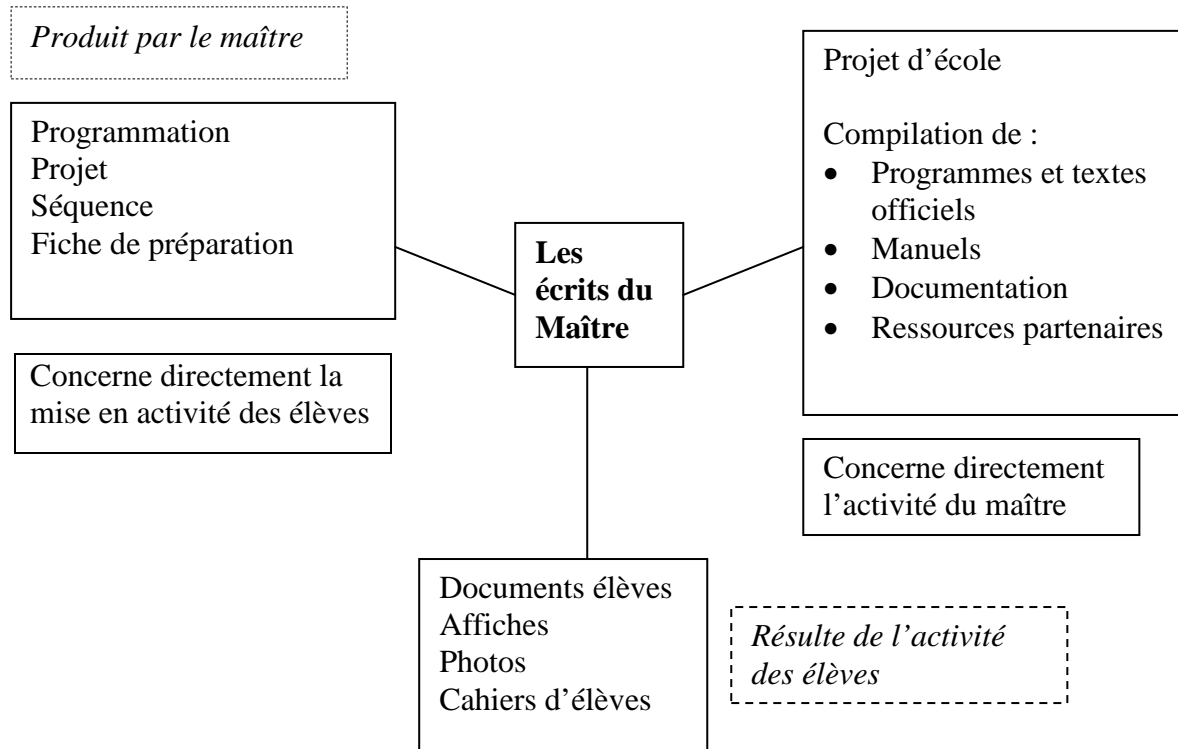 Produit par le maître
Programmation
Projet
Séquence
Fiche de préparation
Concerne directement la
mise en activité des élèves
Les
écrits du
Maître
Projet d’école
Compilation de :
• Programmes et textes
officiels
• Manuels
• Documentation
• Ressources partenaires
Concerne directement
l’activité du maître
Documents élèves
Affiches
Photos
Cahiers d’élèves
Résulte de l’activité
des élèves